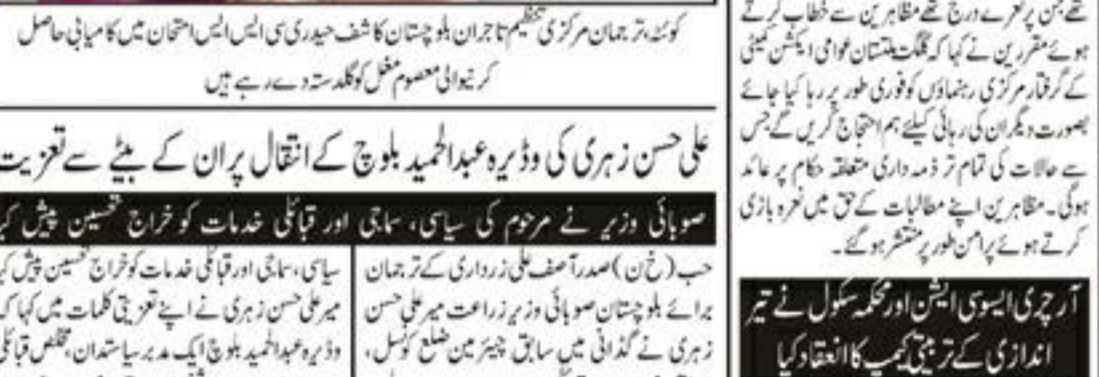 تھے جن پر نعرے درج تھے مظاہرین سے خطاب کرتے
ہوئے مقررین نے کہا کہ گلگت بلتستان عوامی ایکشن کمیٹی
کے گرفتار مرکزی رہنماؤں کو فوری طور پر رہا کیا جائے
بصورت دیگر ان کی رہائی کیلئے ہم احتجاج کریں گے جس
سے حالات کی تمام تر ذمہ داری متعلقہ حکام پر عائد
ہوگی۔ مظاہرین اپنے مطالبات کے حق میں نعرہ بازی
کرتے ہوئے پرامن طور پر منتشر ہو گئے۔
آرچری ایسوسی ایشن اور محکمہ سکول نے تیر
اندازی کے تربیتی کیمپ کا انعقاد کیا
کوئٹہ، ترجمان مرکزی تنظیم تاجران بلوچستان کاشف حیدری سی ایس ایس امتحان میں کامیابی حاصل
کرنیوالی معصوم مغل کو گلدستہ دے رہے ہیں
علی حسن زہری کی وڈیرہ عبدالحمید بلوچ کے انتقال پر ان کے بیٹے سے تعزیت
صوبائی وزیر نے مرحوم کی سیاسی، سماجی اور قبائلی خدمات کو خراج تحسین پیش کیا
حب (خ ن) صدر آصف علی زرداری کے ترجمان
برائے بلوچستان صوبائی وزیر زراعت میر علی حسن
زہری نے گڈانی میں سابق چیئرمین ضلع کونسل،
سیاسی، سماجی اور قبائلی خدمات کو خراج تحسین پیش کیا
میر علی حسن زہری نے اپنے تعزیتی کلمات میں کہا کہ
وڈیرہ عبدالحمید بلوچ ایک مدبر سیاستدان، مخلص قبائلی